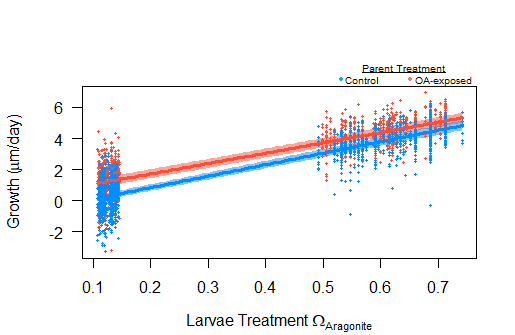 Parent Treatment
Control OA-exposed
Growth (μm/day)
6
4
2
0
-2
0.1 0.2 0.3 0.4 0.5 0.6 0.7
Larvae Treatment ΩAragonite